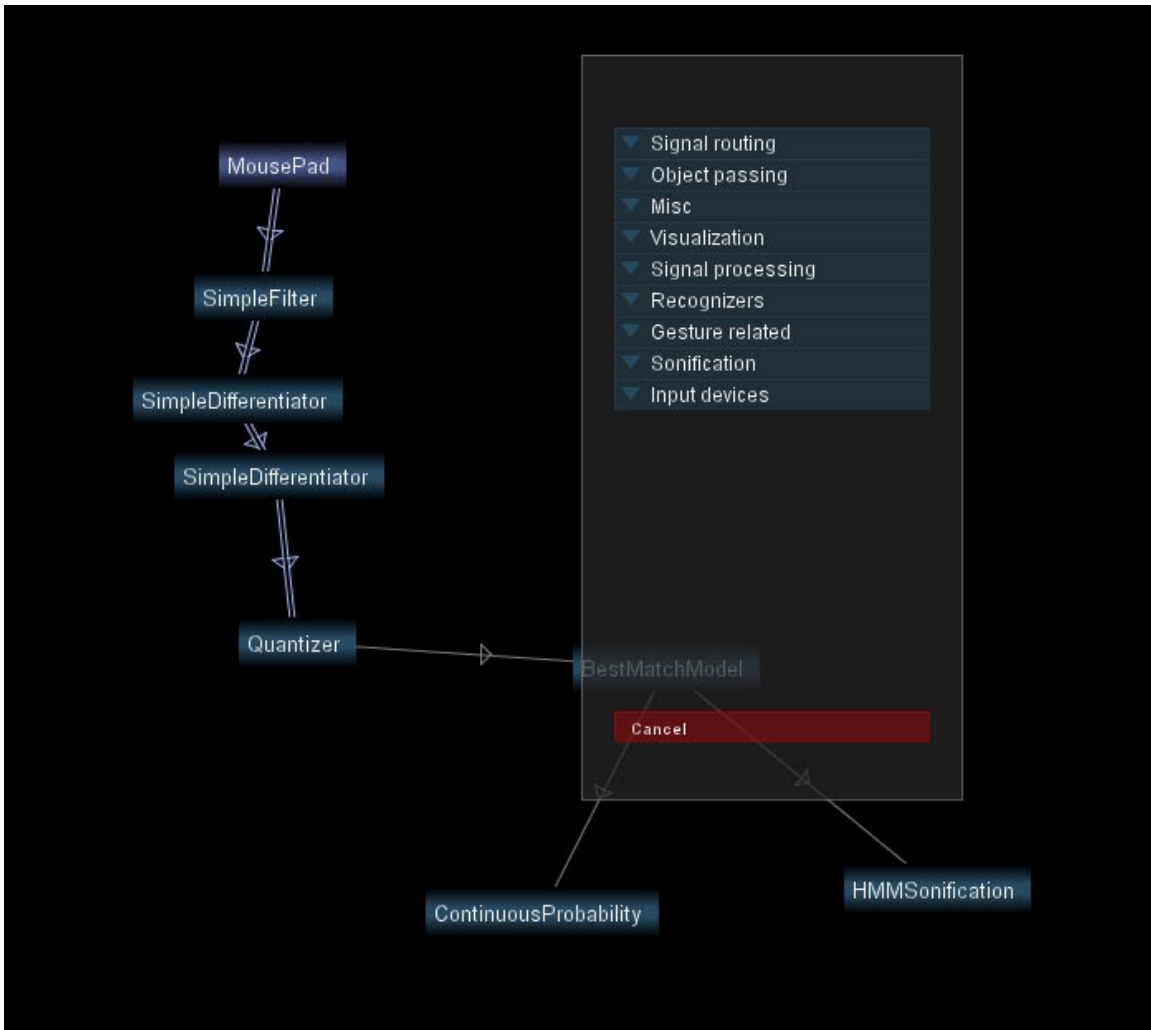 MousePad
SimpleFilter
SimpleDifferentiator
SimpleDifferentiator
Quantizer
Signal routing
Object passing
Misc
Visualization
Signal processing
Recognizers
Gesture related
Sonification
Input devices
BestMatchModel
Cancel
ContinuousProbability
HMMSonification